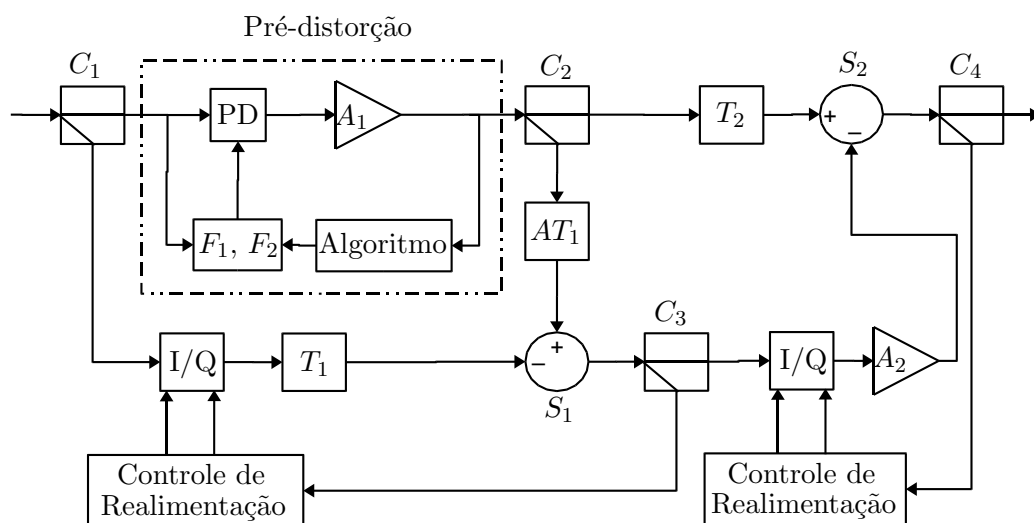 Pré-distorção
C₁
C₂
S₂
C₄
PD
A₁
T₂
+
−
F₁, F₂
Algoritmo
AT₁
C₃
I/Q
T₁
+
−
I/Q
A₂
S₁
Controle de
Realimentação
Controle de
Realimentação